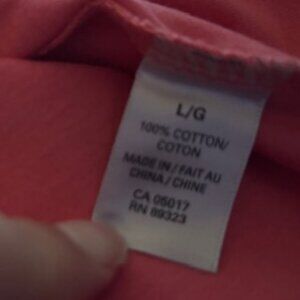 L/G
100% COTTON/
COTON
MADE IN / FAIT AU
CHINA / CHINE
CA 05017
RN 89323